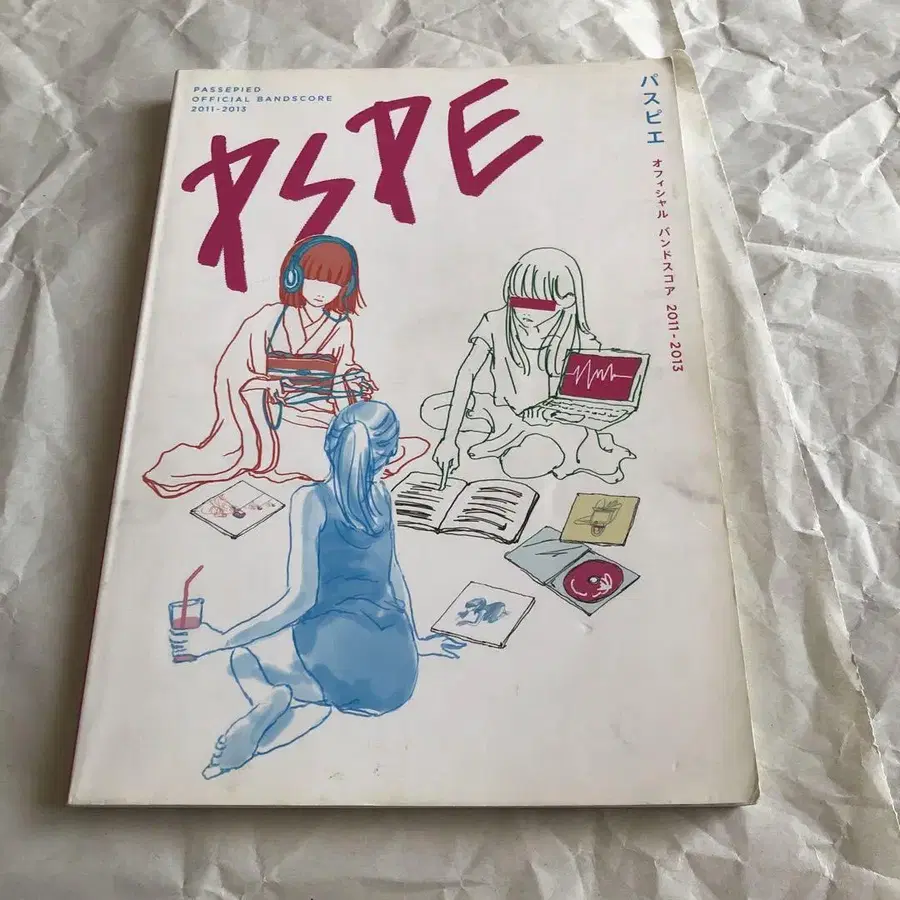 PASSEPIED
OFFICIAL BANDSCORE
2011-2013
PSPE
パスピエ
オフィシャル バンドスコア 2011-2013